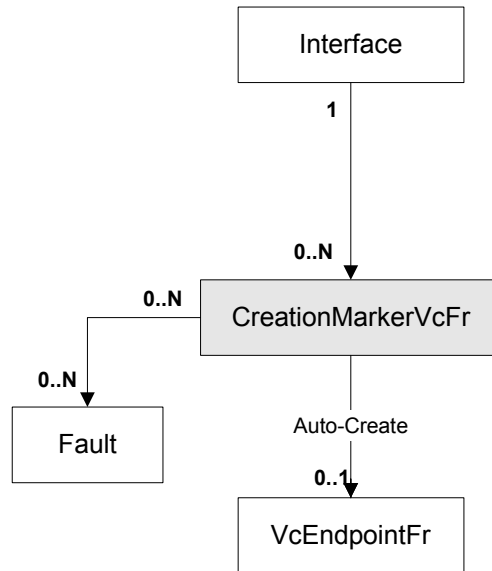 Interface
1
0..N
0..N
CreationMarkerVcFr
0..N
Fault
Auto-Create
0..1
VcEndpointFr